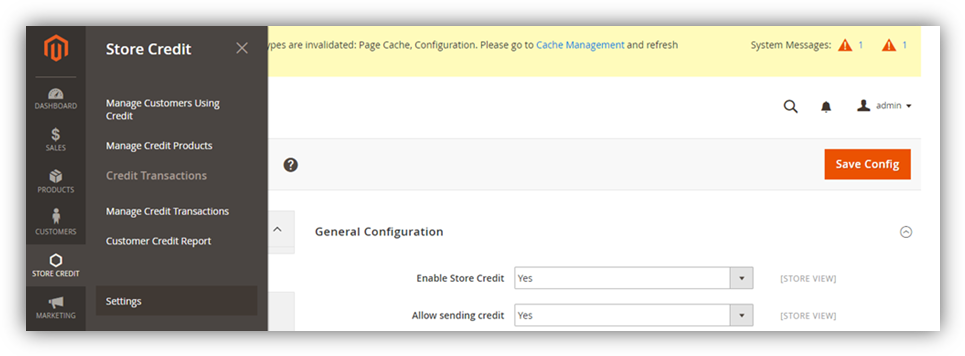 Store Credit
ypes are invalidated: Page Cache, Configuration. Please go to Cache Management and refresh
System Messages: 1 1
DASHBOARD
SALES
PRODUCTS
CUSTOMERS
STORE CREDIT
MARKETING
Manage Customers Using
Credit
Manage Credit Products
Credit Transactions
Manage Credit Transactions
Customer Credit Report
Settings
admin
?
Save Config
General Configuration
Enable Store Credit Yes [STORE VIEW]
Allow sending credit Yes [STORE VIEW]